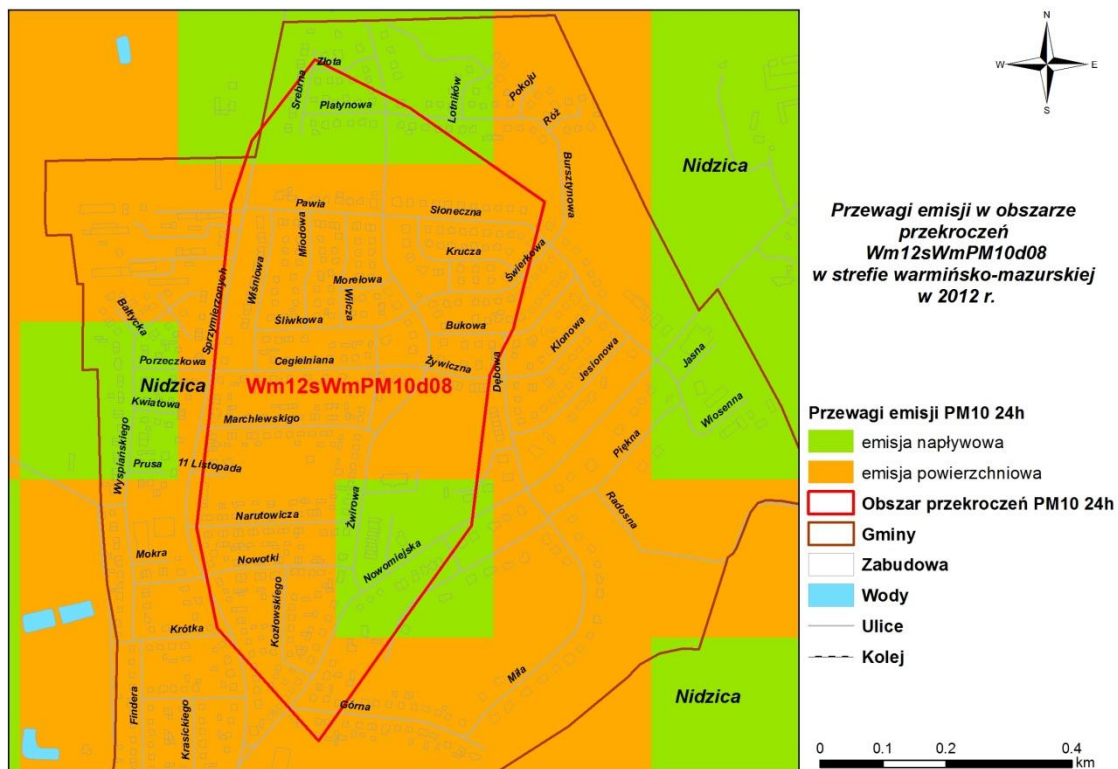 N
W
E
S
Złota
Srebrna
Platynowa
Lotników
Pokoju
Róż
Bursztynowa
Nidzica
Pawia
Słoneczna
Miodowa
Krucza
Świerkowa
Wiśniowa
Morelowa
Wilcza
Sprzymierzonych
Bałtycka
Śliwkowa
Bukowa
Klonowa
Jesionowa
Porzeczkowa
Cegielniana
Żywiczna
Dębowa
Jasna
Nidzica
Wm12sWmPM10d08
Kwiatowa
Wiosenna
Marchlewskigo
Wyspiańskiego
Piękna
Prusa
11 Listopada
Radosna
Narutowicza
Żwirowa
Mokra
Nowotki
Nowomiejska
Kozłowskiego
Krótka
Miła
Findera
Krasickiego
Górna
Nidzica
Przewagi emisji w obszarze
przekroczeń
Wm12sWmPM10d08
w strefie warmińsko-mazurskiej
w 2012 r.
Przewagi emisji PM10 24h
emisja napływowa
emisja powierzchniowa
Obszar przekroczeń PM10 24h
Gminy
Zabudowa
Wody
Ulice
Kolej
0 0.1 0.2 0.4
km